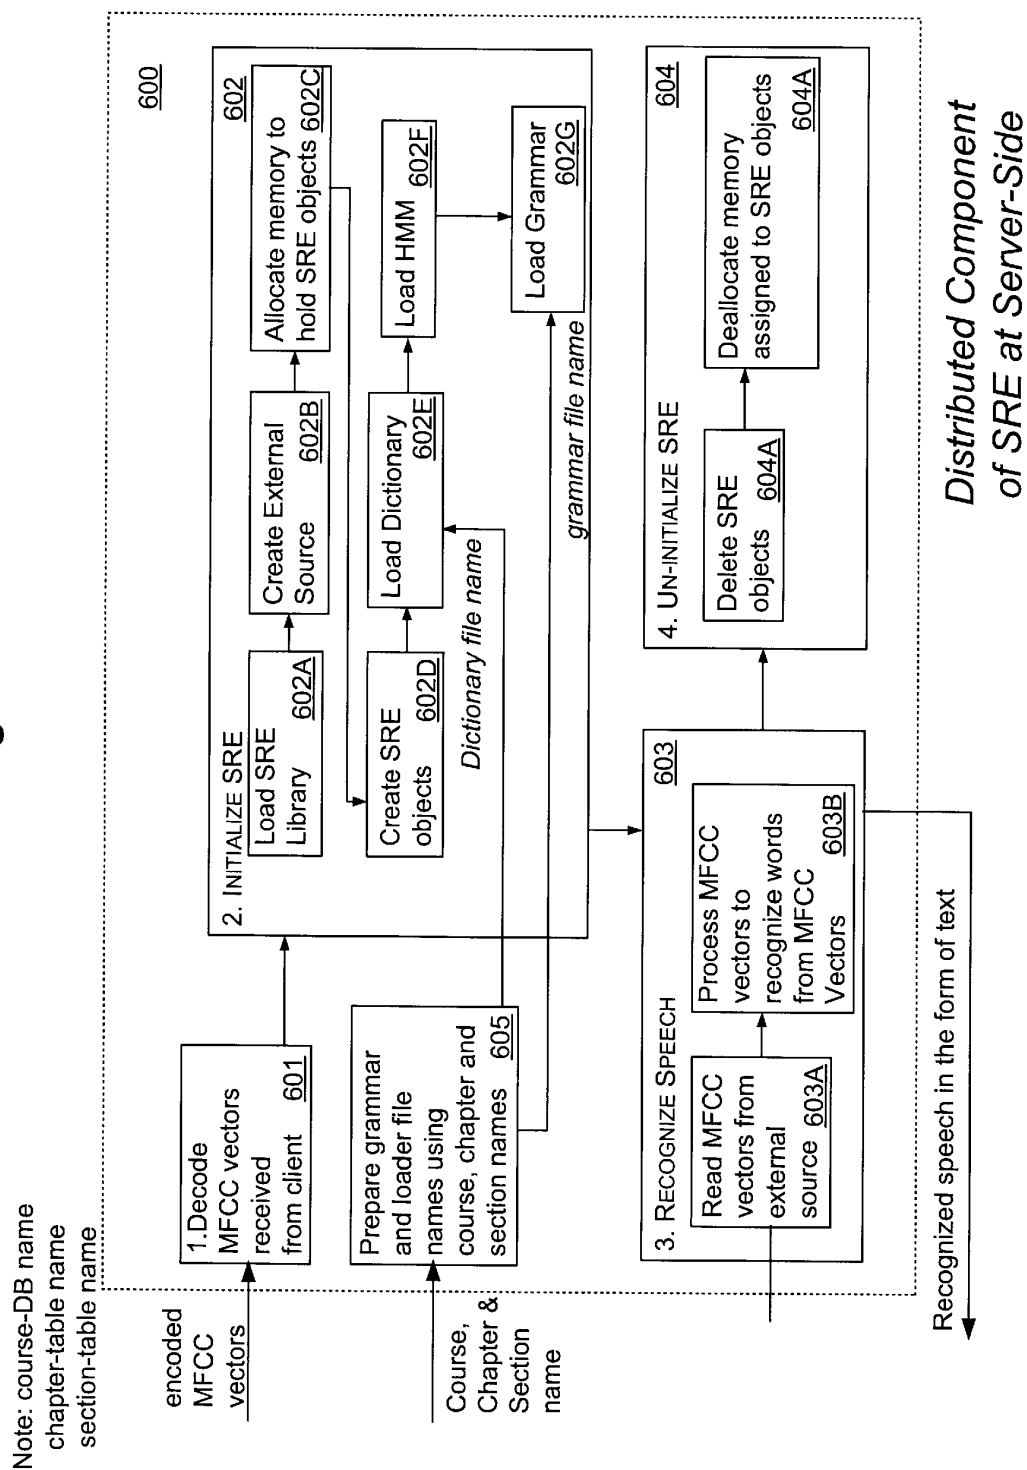 Note: course-DB name
chapter-table name
section-table name
600
encoded
MFCC
vectors
1.Decode
MFCC vectors
received
from client 601
Course,
Chapter &
Section
name
Prepare grammar
and loader file
names using
course, chapter and
section names 605
2. INITIALIZE SRE
602
Load SRE
Library 602A
Create External
Source 602B
Allocate memory to
hold SRE objects 602C
Create SRE
objects 602D
Load Dictionary
602E
Load HMM
602F
Load Grammar
602G
Dictionary file name
grammar file name
3. RECOGNIZE SPEECH
603
Read MFCC
vectors from
external
source 603A
Process MFCC
vectors to
recognize words
from MFCC
Vectors 603B
4. UN-INITIALIZE SRE
604
Delete SRE
objects 604A
Deallocate memory
assigned to SRE objects
604A
Recognized speech in the form of text
Distributed Component
of SRE at Server-Side